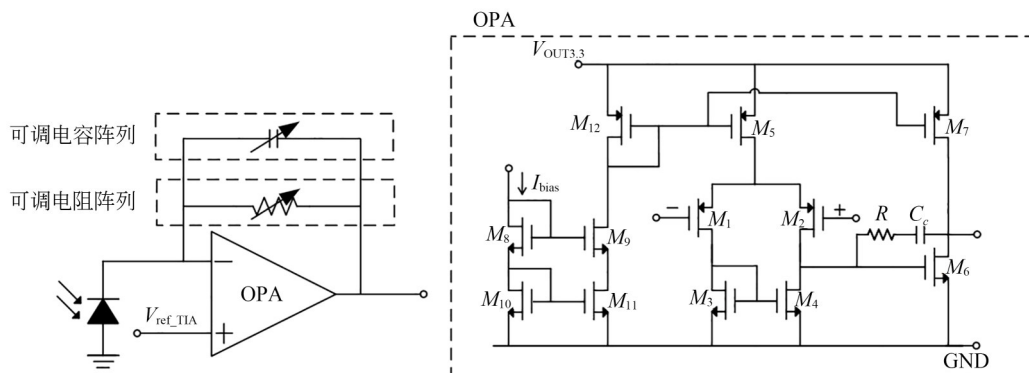 OPA
V_OUT3.3
可调电容阵列
可调电阻阵列
M12
M5
M7
I_bias
M8
M9
− M1
M2 +
R
C_c
M6
M10
M11
M3
M4
GND
−
OPA
V_ref_TIA
+